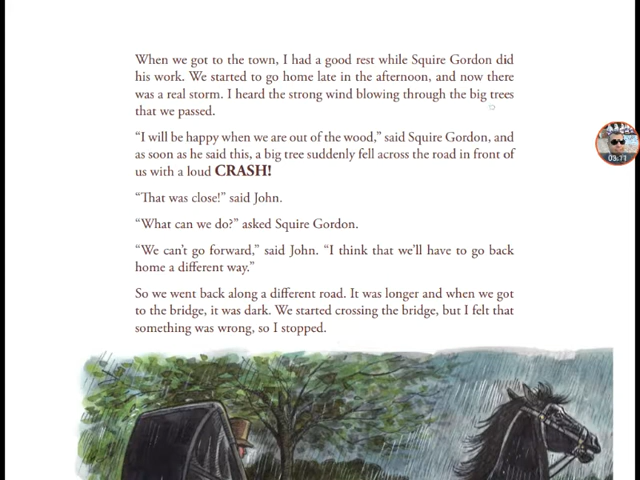 When we got to the town, I had a good rest while Squire Gordon did
his work. We started to go home late in the afternoon, and now there
was a real storm. I heard the strong wind blowing through the big trees
that we passed.
“I will be happy when we are out of the wood,” said Squire Gordon, and
as soon as he said this, a big tree suddenly fell across the road in front of
us with a loud CRASH!
“That was close!” said John.
“What can we do?” asked Squire Gordon.
“We can’t go forward,” said John. “I think that we’ll have to go back
home a different way.”
So we went back along a different road. It was longer and when we got
to the bridge, it was dark. We started crossing the bridge, but I felt that
something was wrong, so I stopped.
03:11